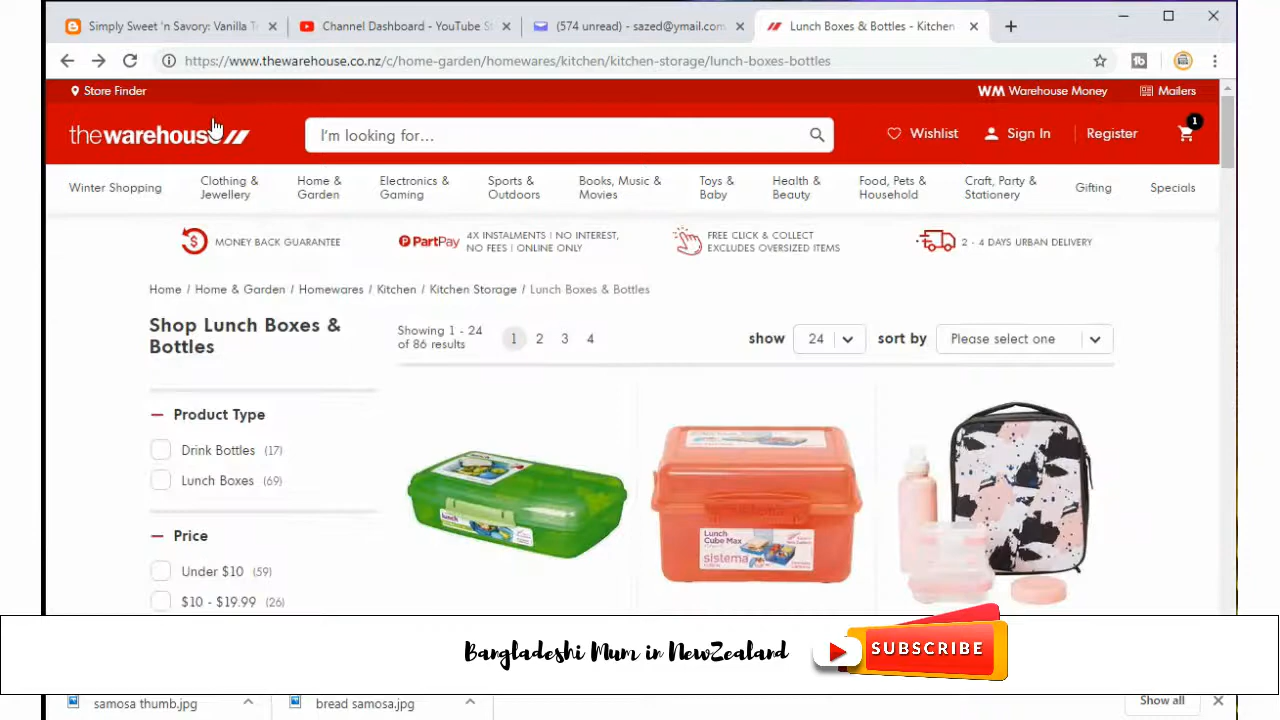 Simply Sweet 'n Savory: Vanilla T
Channel Dashboard - YouTube St
(574 unread) - sazed@ymail.com
Lunch Boxes & Bottles - Kitchen
https://www.thewarehouse.co.nz/c/home-garden/homewares/kitchen/kitchen-storage/lunch-boxes-bottles
Store Finder
WM Warehouse Money
Mailers
thewarehouse
I'm looking for...
Wishlist
Sign In
Register
1
Winter Shopping
Clothing &
Jewellery
Home &
Garden
Electronics &
Gaming
Sports &
Outdoors
Books, Music &
Movies
Toys &
Baby
Health &
Beauty
Food, Pets &
Household
Craft, Party &
Stationery
Gifting
Specials
MONEY BACK GUARANTEE
PartPay
4X INSTALMENTS | NO INTEREST,
NO FEES | ONLINE ONLY
FREE CLICK & COLLECT
EXCLUDES OVERSIZED ITEMS
2 - 4 DAYS URBAN DELIVERY
Home / Home & Garden / Homewares / Kitchen / Kitchen Storage / Lunch Boxes & Bottles
Shop Lunch Boxes &
Bottles
Showing 1 - 24
of 86 results
1 2 3 4
show 24
sort by Please select one
Product Type
Drink Bottles (17)
Lunch Boxes (69)
Price
Under $10 (59)
$10 - $19.99 (26)
lunch
Lunch
Cube Max
sistema
Bangladeshi Mum in NewZealand
SUBSCRIBE
samosa thumb.jpg
bread samosa.jpg
Show all